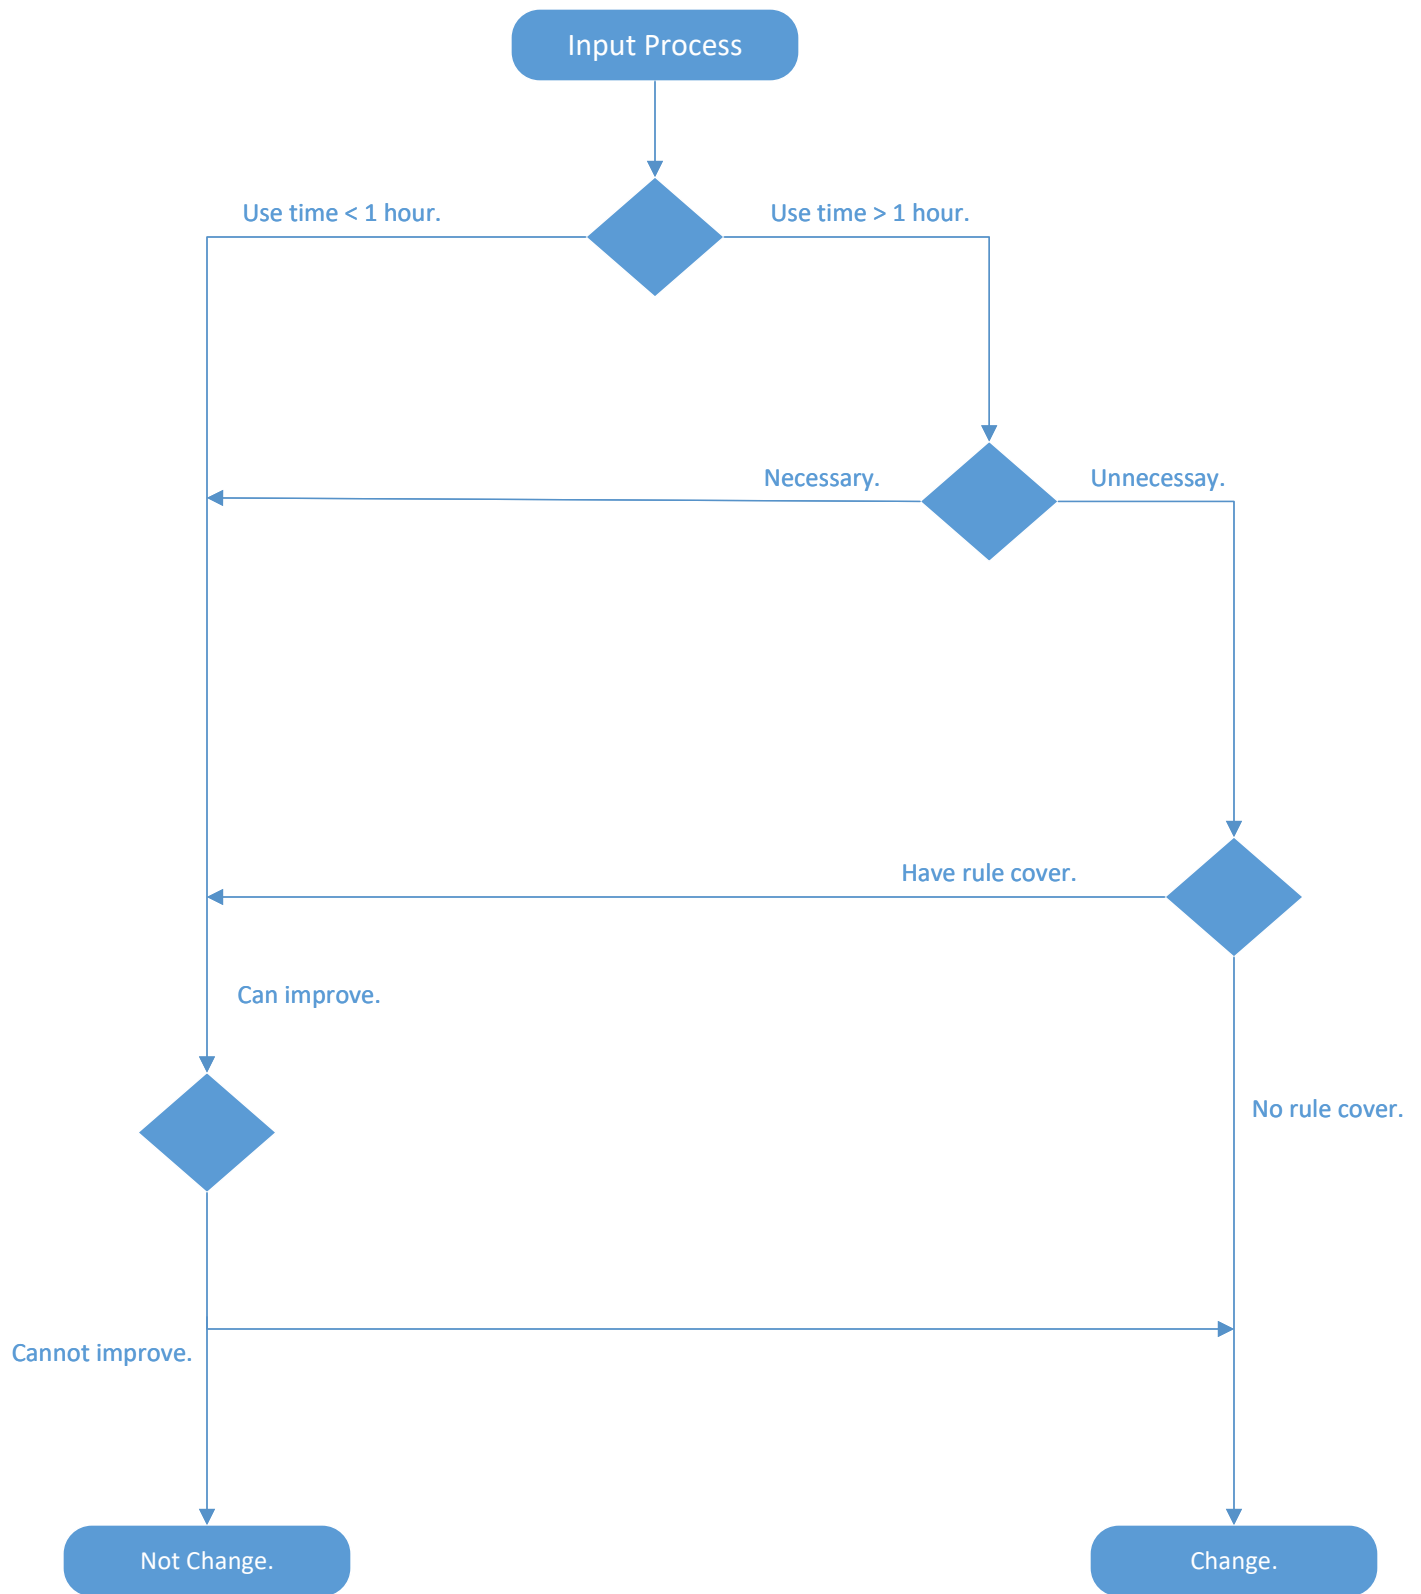 Input Process
Use time < 1 hour.
Use time > 1 hour.
Necessary.
Unnecessay.
Have rule cover.
Can improve.
No rule cover.
Cannot improve.
Not Change.
Change.